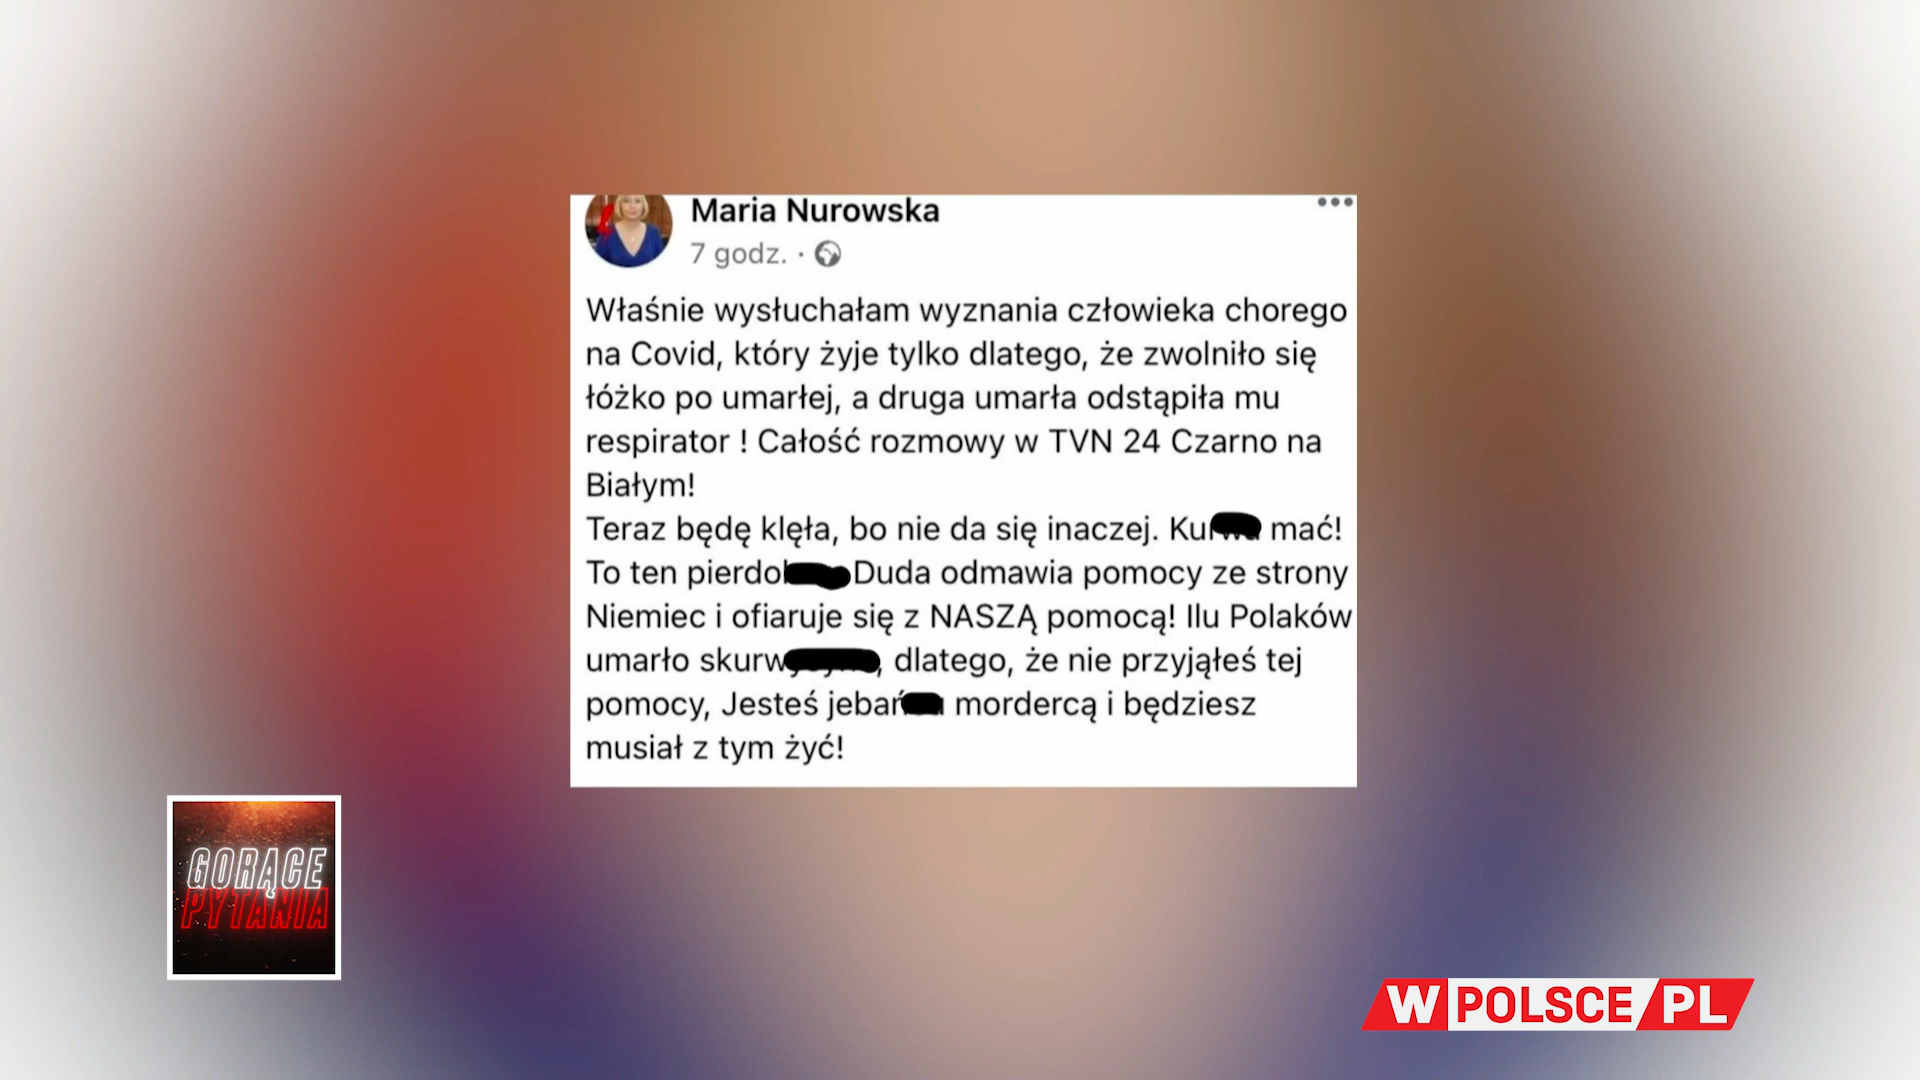 Maria Nurowska
7 godz. ·
Właśnie wysłuchałam wyznania człowieka chorego
na Covid, który żyje tylko dlatego, że zwolniło się
łóżko po umarłej, a druga umarła odstąpiła mu
respirator ! Całość rozmowy w TVN 24 Czarno na
Białym!
Teraz będę klęła, bo nie da się inaczej. Ku mać!
To ten pierdol Duda odmawia pomocy ze strony
Niemiec i ofiaruje się z NASZĄ pomocą! Ilu Polaków
umarło skurw , dlatego, że nie przyjąłeś tej
pomocy, Jesteś jebań mordercą i będziesz
musiał z tym żyć!
GORĄCE
PYTANIA
WPOLSCE/PL